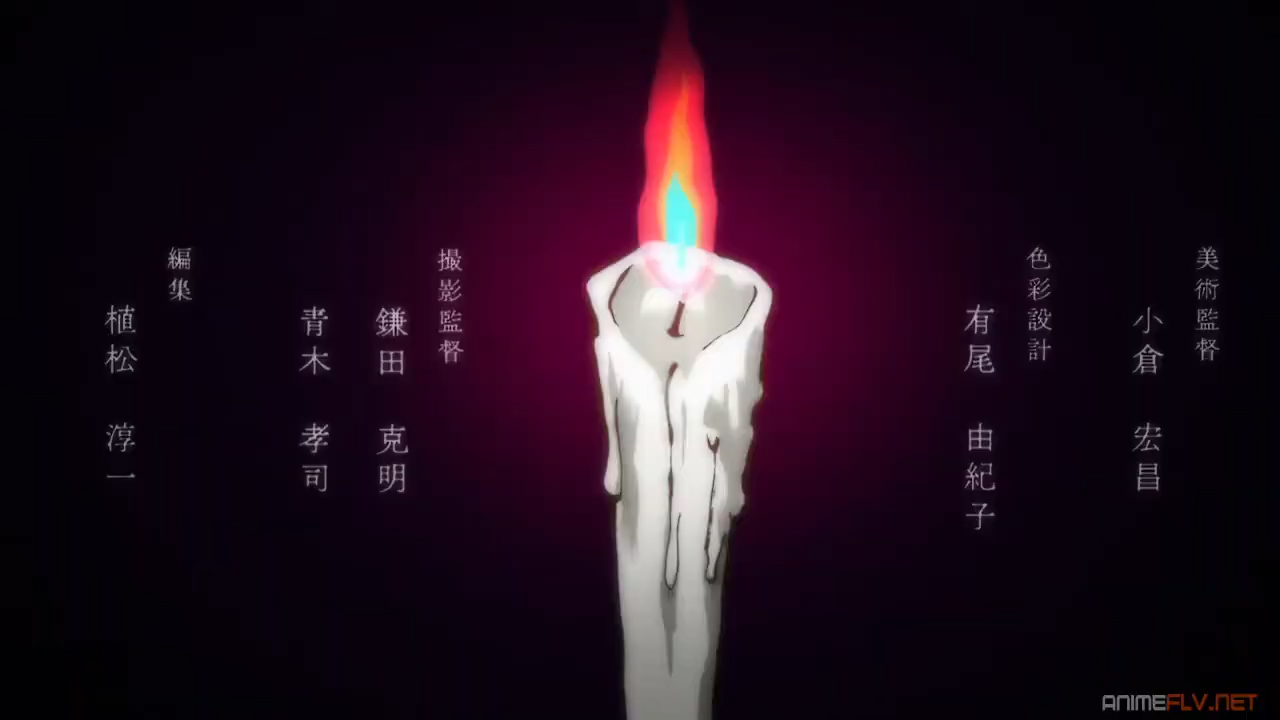 美術監督
小倉 宏昌
色彩設計
有尾 由紀子
撮影監督
鎌田 克明
青木 孝司
編集
植松 淳一
ANIMEFLV.NET